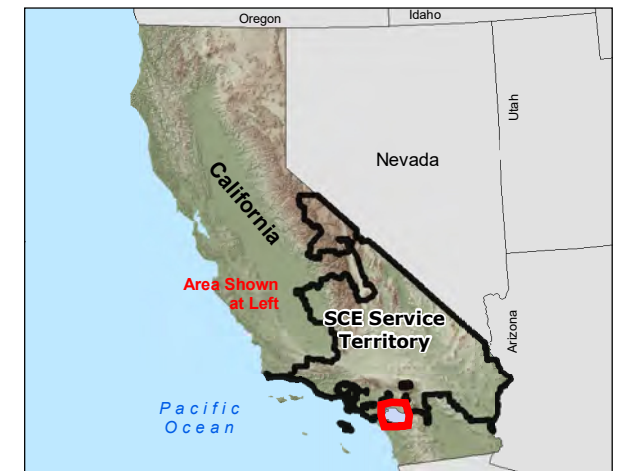 Oregon
Idaho
Utah
Nevada
California
Area Shown
at Left
SCE Service
Territory
Arizona
Pacific
Ocean